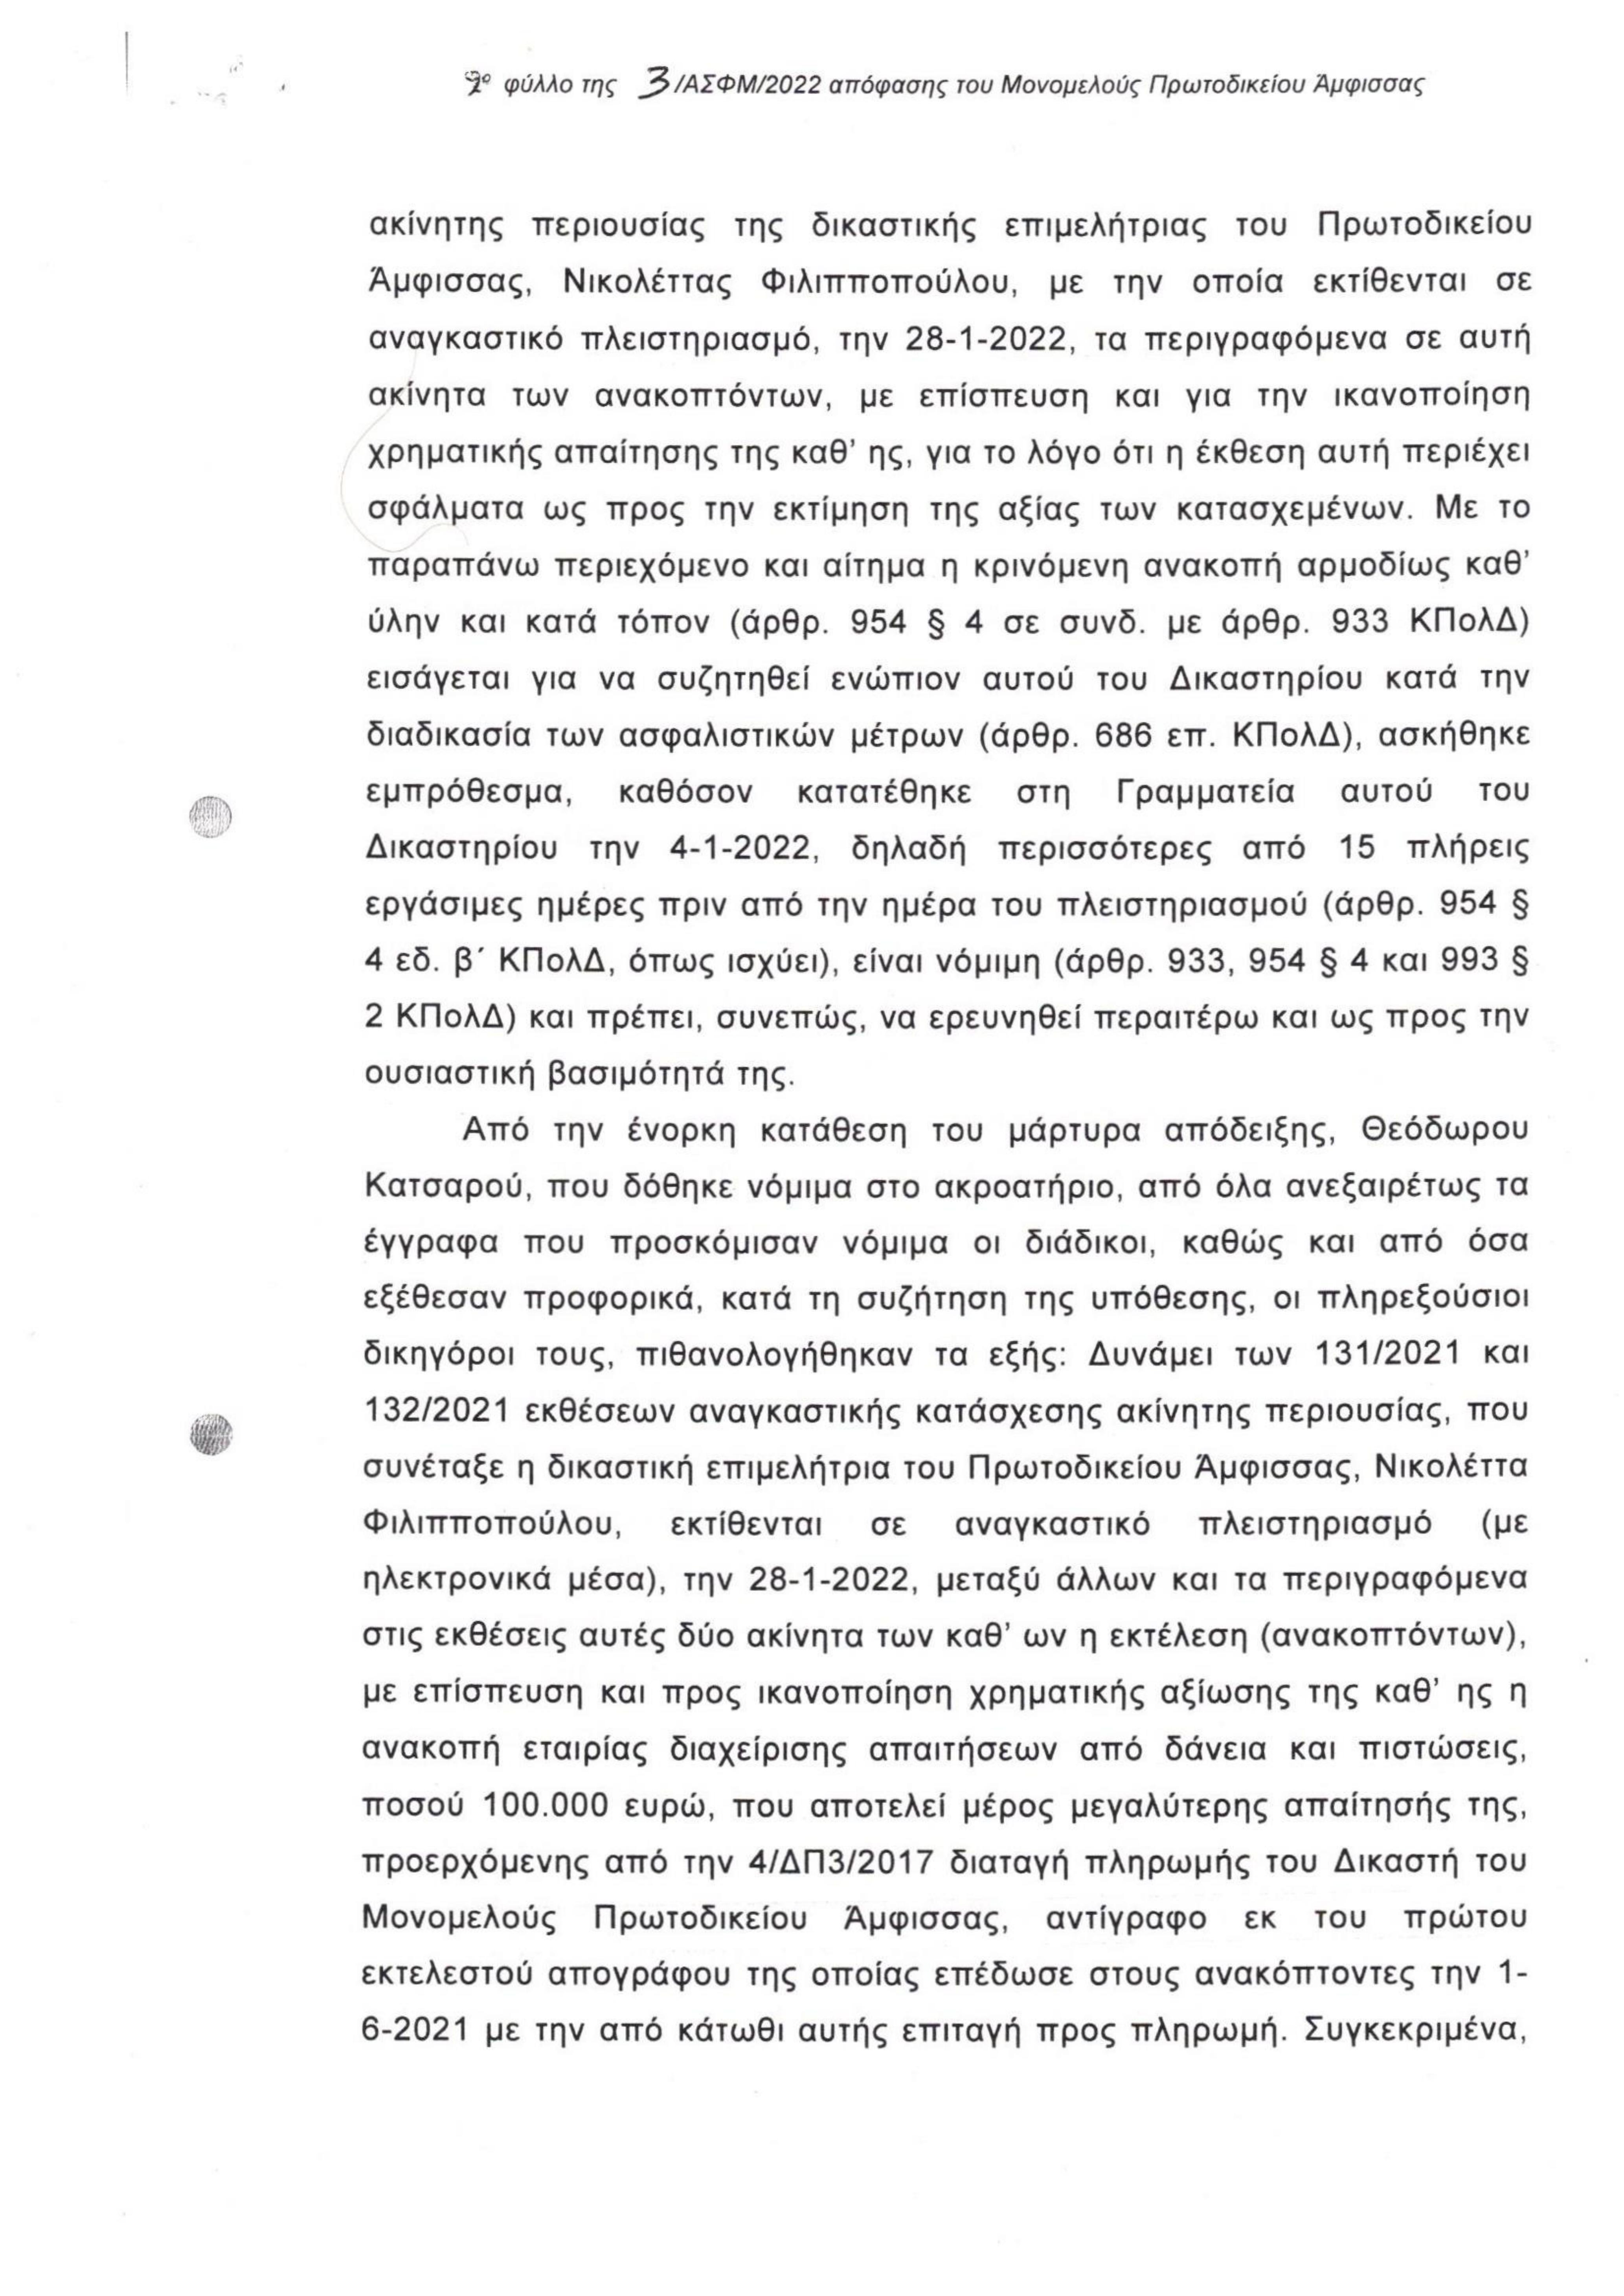 φύλλο της 3/ΑΣΦΜ/2022 απόφασης του Μονομελούς Πρωτοδικείου Άμφισσας
ακίνητης περιουσίας της δικαστικής επιμελήτριας του Πρωτοδικείου
Άμφισσας, Νικολέττας Φιλιπποπούλου, με την οποία εκτίθενται σε
αναγκαστικό πλειστηριασμό, την 28-1-2022, τα περιγραφόμενα σε αυτή
ακίνητα των ανακοπτόντων, με επίσπευση και για την ικανοποίηση
χρηματικής απαίτησης της καθ’ ης, για το λόγο ότι η έκθεση αυτή περιέχει
σφάλματα ως προς την εκτίμηση της αξίας των κατασχεμένων. Με το
παραπάνω περιεχόμενο και αίτημα η κρινόμενη ανακοπή αρμοδίως καθ’
ύλην και κατά τόπον (άρθρ. 954 § 4 σε συνδ. με άρθρ. 933 ΚΠολΔ)
εισάγεται για να συζητηθεί ενώπιον αυτού του Δικαστηρίου κατά την
διαδικασία των ασφαλιστικών μέτρων (άρθρ. 686 επ. ΚΠολΔ), ασκήθηκε
εμπρόθεσμα, καθόσον κατατέθηκε στη Γραμματεία αυτού του
Δικαστηρίου την 4-1-2022, δηλαδή περισσότερες από 15 πλήρεις
εργάσιμες ημέρες πριν από την ημέρα του πλειστηριασμού (άρθρ. 954 §
4 εδ. β΄ ΚΠολΔ, όπως ισχύει), είναι νόμιμη (άρθρ. 933, 954 § 4 και 993 §
2 ΚΠολΔ) και πρέπει, συνεπώς, να ερευνηθεί περαιτέρω και ως προς την
ουσιαστική βασιμότητά της.
Από την ένορκη κατάθεση του μάρτυρα απόδειξης, Θεόδωρου
Κατσαρού, που δόθηκε νόμιμα στο ακροατήριο, από όλα ανεξαιρέτως τα
έγγραφα που προσκόμισαν νόμιμα οι διάδικοι, καθώς και από όσα
εξέθεσαν προφορικά, κατά τη συζήτηση της υπόθεσης, οι πληρεξούσιοι
δικηγόροι τους, πιθανολογήθηκαν τα εξής: Δυνάμει των 131/2021 και
132/2021 εκθέσεων αναγκαστικής κατάσχεσης ακίνητης περιουσίας, που
συνέταξε η δικαστική επιμελήτρια του Πρωτοδικείου Άμφισσας, Νικολέττα
Φιλιπποπούλου, εκτίθενται σε αναγκαστικό πλειστηριασμό (με
ηλεκτρονικά μέσα), την 28-1-2022, μεταξύ άλλων και τα περιγραφόμενα
στις εκθέσεις αυτές δύο ακίνητα των καθ’ ων η εκτέλεση (ανακοπτόντων),
με επίσπευση και προς ικανοποίηση χρηματικής αξίωσης της καθ’ ης η
ανακοπή εταιρίας διαχείρισης απαιτήσεων από δάνεια και πιστώσεις,
ποσού 100.000 ευρώ, που αποτελεί μέρος μεγαλύτερης απαίτησής της,
προερχόμενης από την 4/ΔΠ3/2017 διαταγή πληρωμής του Δικαστή του
Μονομελούς Πρωτοδικείου Άμφισσας, αντίγραφο εκ του πρώτου
εκτελεστού απογράφου της οποίας επέδωσε στους ανακόπτοντες την 1-
6-2021 με την από κάτωθι αυτής επιταγή προς πληρωμή. Συγκεκριμένα,